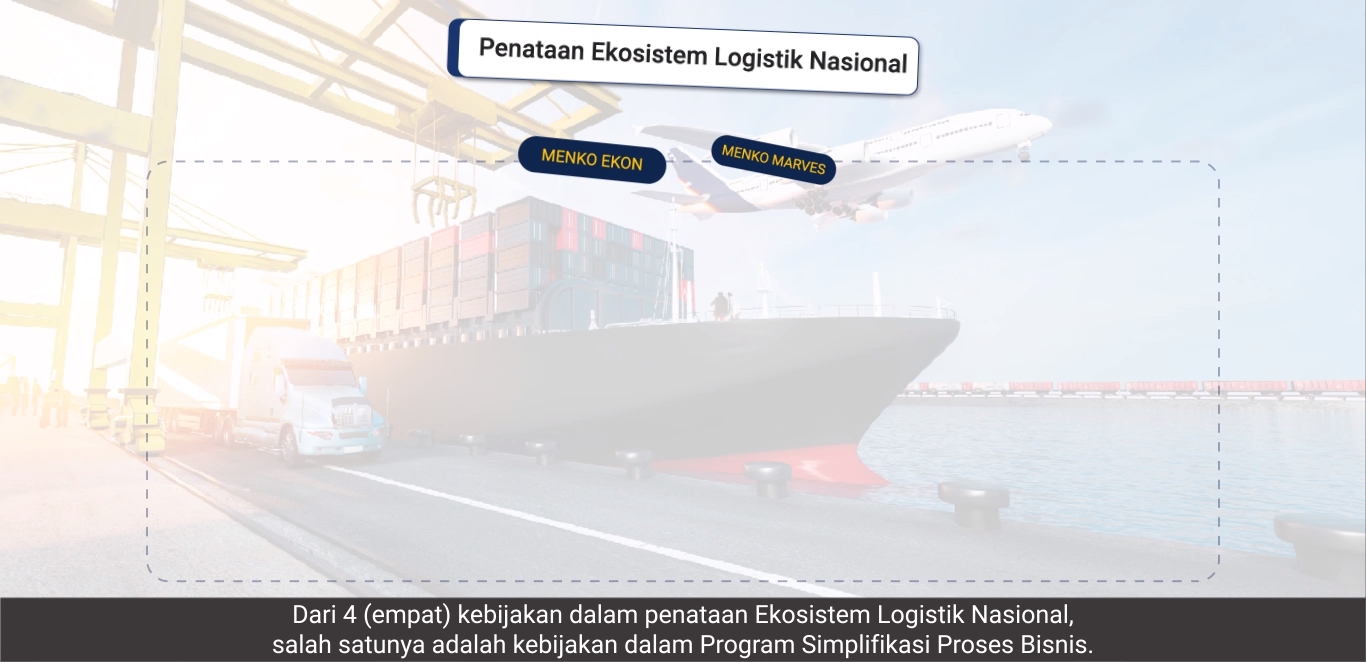 Penataan Ekosistem Logistik Nasional
MENKO EKON
MENKO MARVES
Dari 4 (empat) kebijakan dalam penataan Ekosistem Logistik Nasional,
salah satunya adalah kebijakan dalam Program Simplifikasi Proses Bisnis.